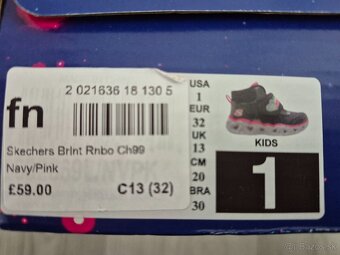 2 021636 18 130 5
fn
Skechers Brlnt Rnbo Ch99
Navy/Pink
£59.00
C13 (32)
USA
1
EUR
32
UK
13
CM
20
BRA
30
KIDS
1